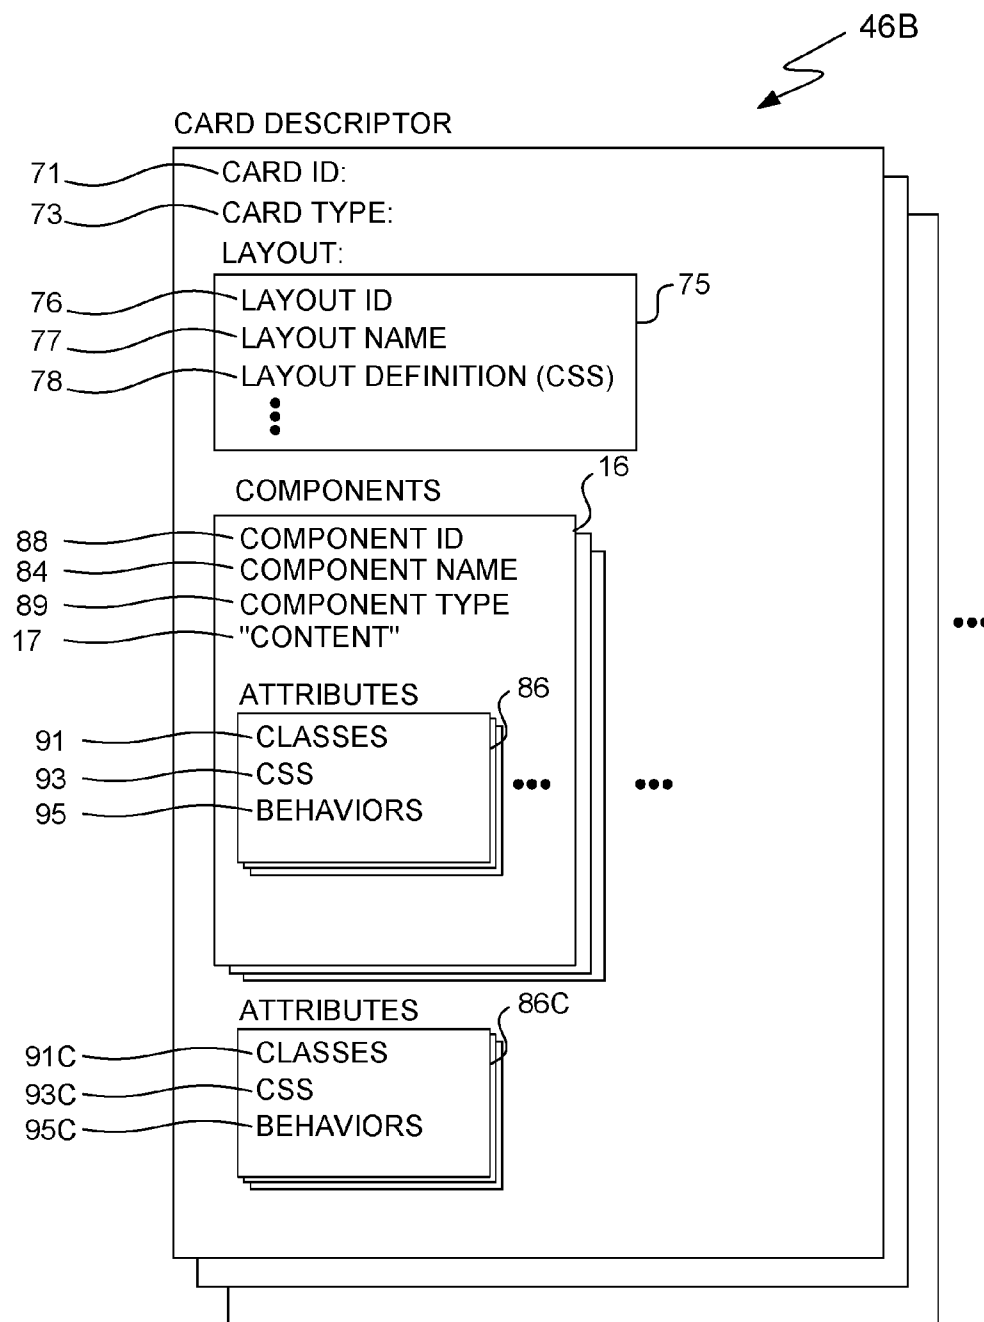 46B
CARD DESCRIPTOR
71 CARD ID:
73 CARD TYPE:
LAYOUT:
75
76 LAYOUT ID
77 LAYOUT NAME
78 LAYOUT DEFINITION (CSS)
16
COMPONENTS
88 COMPONENT ID
84 COMPONENT NAME
89 COMPONENT TYPE
17 "CONTENT"
86
ATTRIBUTES
91 CLASSES
93 CSS
95 BEHAVIORS
86C
ATTRIBUTES
91C CLASSES
93C CSS
95C BEHAVIORS